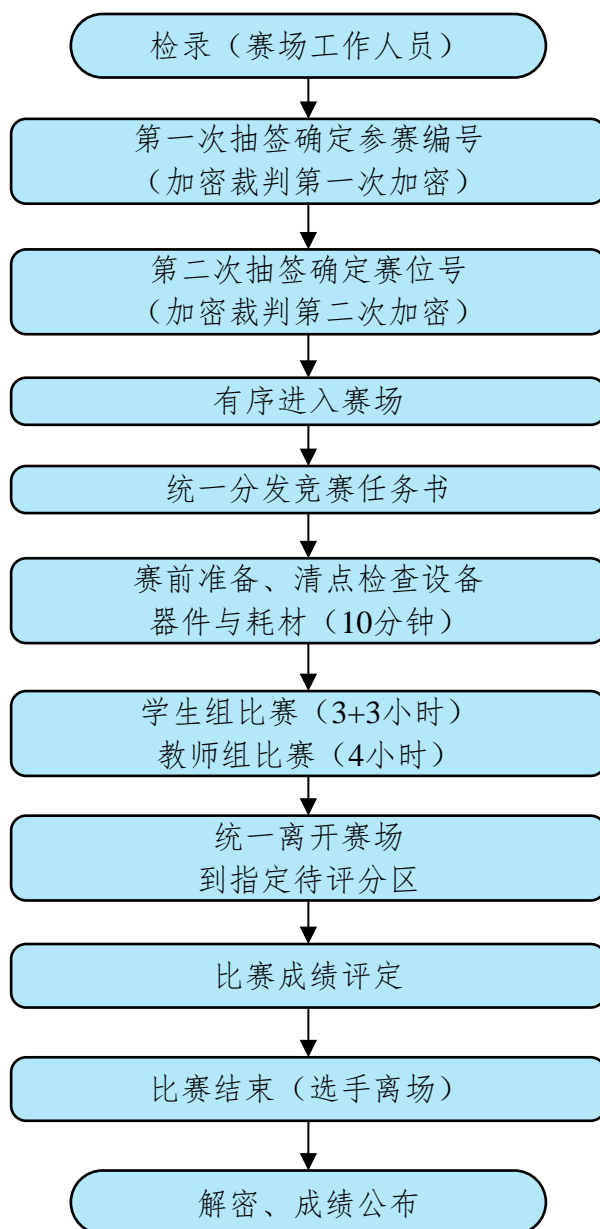 检录（赛场工作人员）
第一次抽签确定参赛编号
（加密裁判第一次加密）
第二次抽签确定赛位号
（加密裁判第二次加密）
有序进入赛场
统一分发竞赛任务书
赛前准备、清点检查设备
器件与耗材（10分钟）
学生组比赛（3+3小时）
教师组比赛（4小时）
统一离开赛场
到指定待评分区
比赛成绩评定
比赛结束（选手离场）
解密、成绩公布